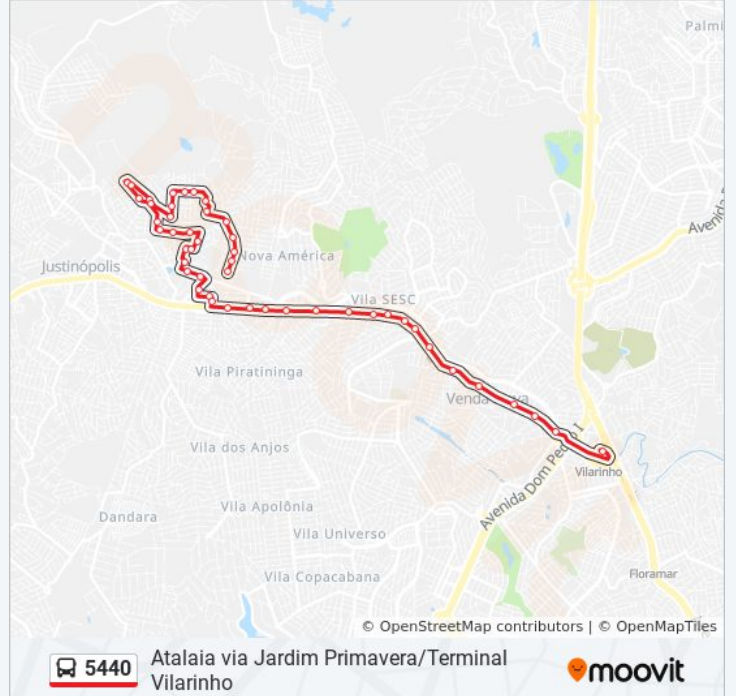 Palmi
Avenida
Nova América
Justinópolis
Vila SESC
Vila Piratininga
Venda Nova
Avenida Dom Pedro I
Vila dos Anjos
Vilarinho
Vila Apolônia
Dandara
Vila Universo
Floramar
Vila Copacabana
© OpenStreetMap contributors | © OpenMapTiles
5440
Atalaia via Jardim Primavera/Terminal
Vilarinho
moovit